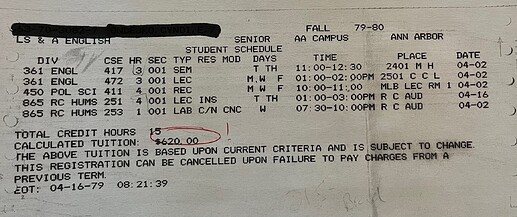 FALL 79-80
LS & A ENGLISH SENIOR AA CAMPUS ANN ARBOR
STUDENT SCHEDULE
DIV CSE HR SEC TYP RES MOD DAYS TIME PLACE DATE
361 ENGL 417 3 001 SEM T TH 11:00-12:30 2401 M H 04-02
361 ENGL 472 3 001 LEC M,W F 01:00-02:00PM 2501 C C L 04-02
450 POL SCI 411 4 001 LEC M,W F 10:00-11:00 MLB LEC RM 1 04-02
865 RC HUMS 251 4 001 LEC INS T TH 01:00-03:00PM R C AUD 04-16
865 RC HUMS 253 1 001 LAB C/N CNC W 07:30-10:00PM R C AUD 04-02
TOTAL CREDIT HOURS 15
CALCULATED TUITION: $620.00
THE ABOVE TUITION IS BASED UPON CURRENT CRITERIA AND IS SUBJECT TO CHANGE.
THIS REGISTRATION CAN BE CANCELLED UPON FAILURE TO PAY CHARGES FROM A
PREVIOUS TERM.
EOT: 04-16-79 08:21:39